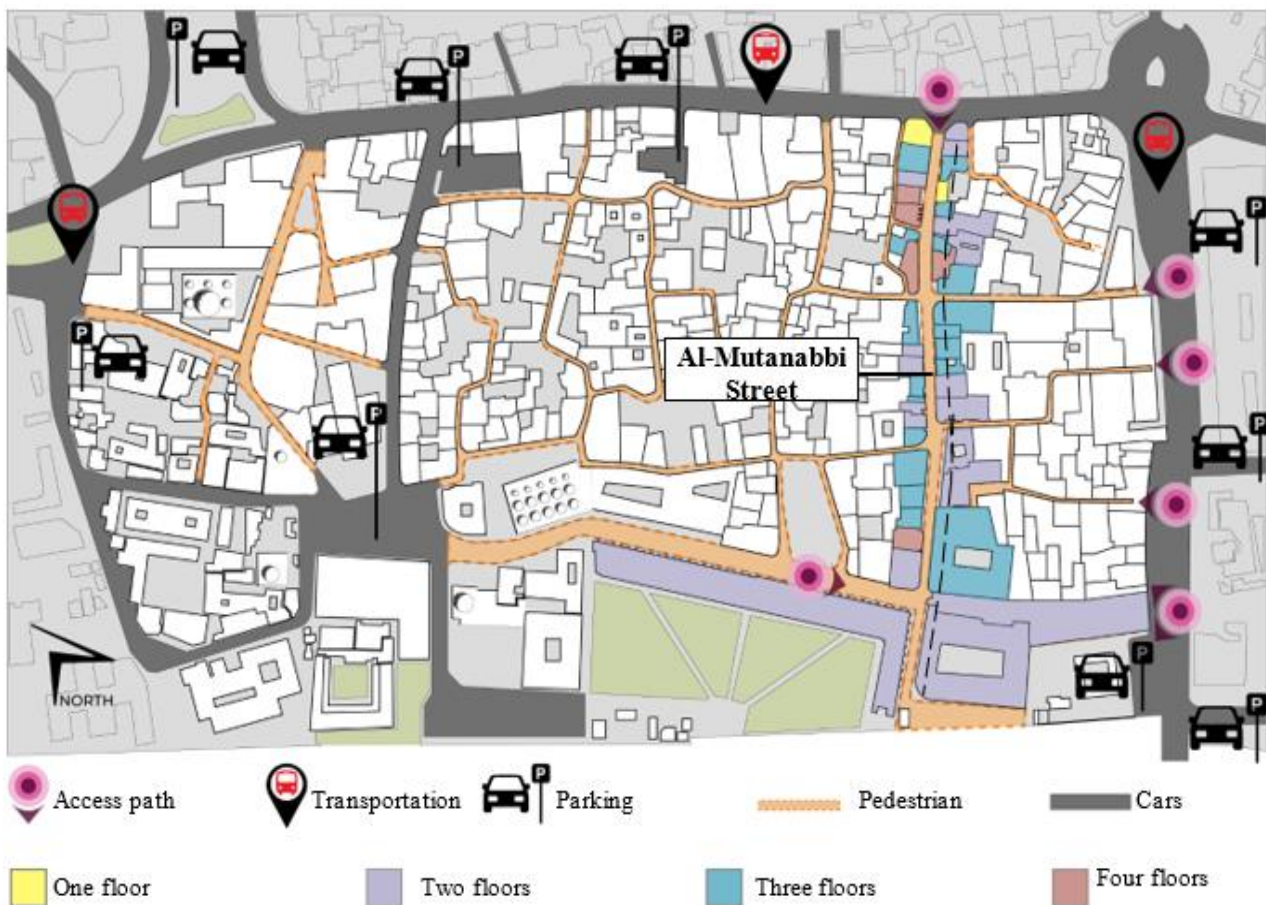 P
P
P
P
P
P
Al-Mutanabbi
Street
P
P
NORTH
P
P
Access path
Transportation
P
Parking
Pedestrian
Cars
One floor
Two floors
Three floors
Four floors